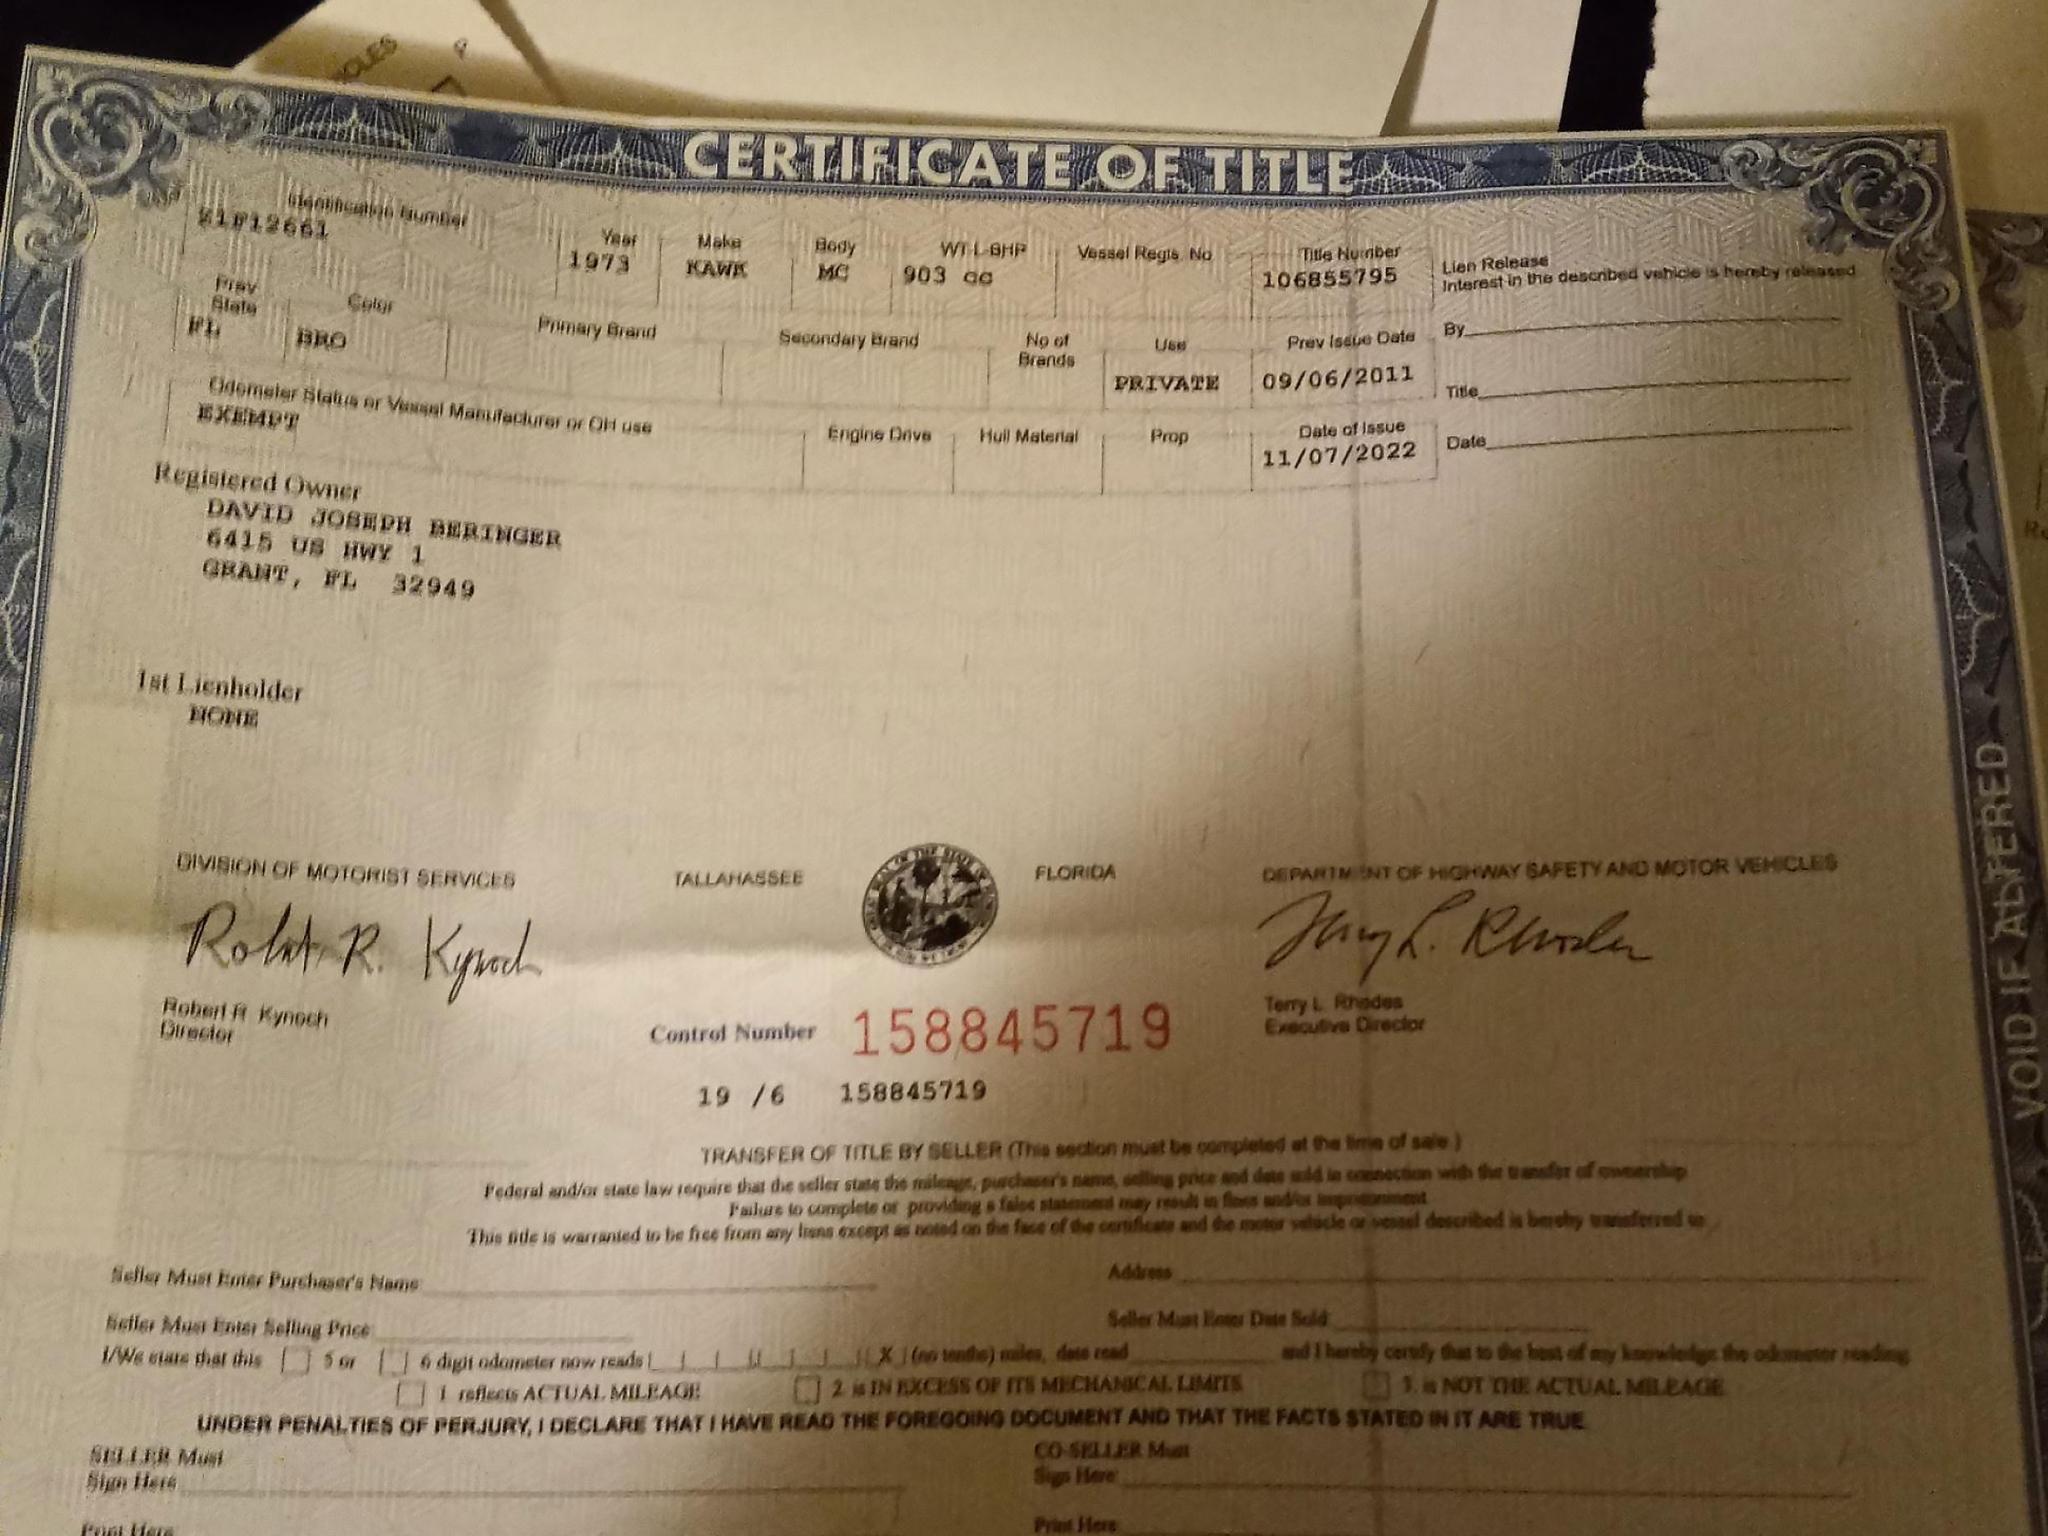 CERTIFICATE OF TITLE
Identification Number
Z1F12661
Year
1973
Make
KAWK
Body
MC
WT-L-BHP
903 cc
Vessel Regis. No
Title Number
106855795
Lien Release
Interest in the described vehicle is hereby released
By
Title
Date
Prev State
FL
Color
BRO
Primary Brand
Secondary Brand
No of Brands
Use
PRIVATE
Prev Issue Date
09/06/2011
Odometer Status or Vessel Manufacturer or OH use
EXEMPT
Engine Drive
Hull Material
Prop
Date of Issue
11/07/2022
Registered Owner
DAVID JOSEPH BERINGER
6415 US HWY 1
GRANT, FL 32949
1st Lienholder
NONE
DIVISION OF MOTORIST SERVICES
TALLAHASSEE
FLORIDA
DEPARTMENT OF HIGHWAY SAFETY AND MOTOR VEHICLES
Robert R. Kynoch
Terry L. Rhodes
Robert R. Kynoch
Director
Control Number 158845719
Terry L. Rhodes
Executive Director
19 /6 158845719
TRANSFER OF TITLE BY SELLER (This section must be completed at the time of sale.)
Federal and/or state law require that the seller state the mileage, purchaser's name, selling price and date sold in connection with the transfer of ownership.
Failure to complete or providing a false statement may result in fines and/or imprisonment.
This title is warranted to be free from any liens except as noted on the face of the certificate and the motor vehicle or vessel described is hereby transferred to
Seller Must Enter Purchaser's Name
Address
Seller Must Enter Selling Price
Seller Must Enter Date Sold
I/We state that this 5 or 6 digit odometer now reads X (no tenths) miles, date read and I hereby certify that to the best of my knowledge the odometer reading
1. reflects ACTUAL MILEAGE
2. is IN EXCESS OF ITS MECHANICAL LIMITS
3. is NOT THE ACTUAL MILEAGE
UNDER PENALTIES OF PERJURY, I DECLARE THAT I HAVE READ THE FOREGOING DOCUMENT AND THAT THE FACTS STATED IN IT ARE TRUE.
SELLER Must
Sign Here
CO-SELLER Must
Sign Here
Print Here
Print Here
VOID IF ALTERED